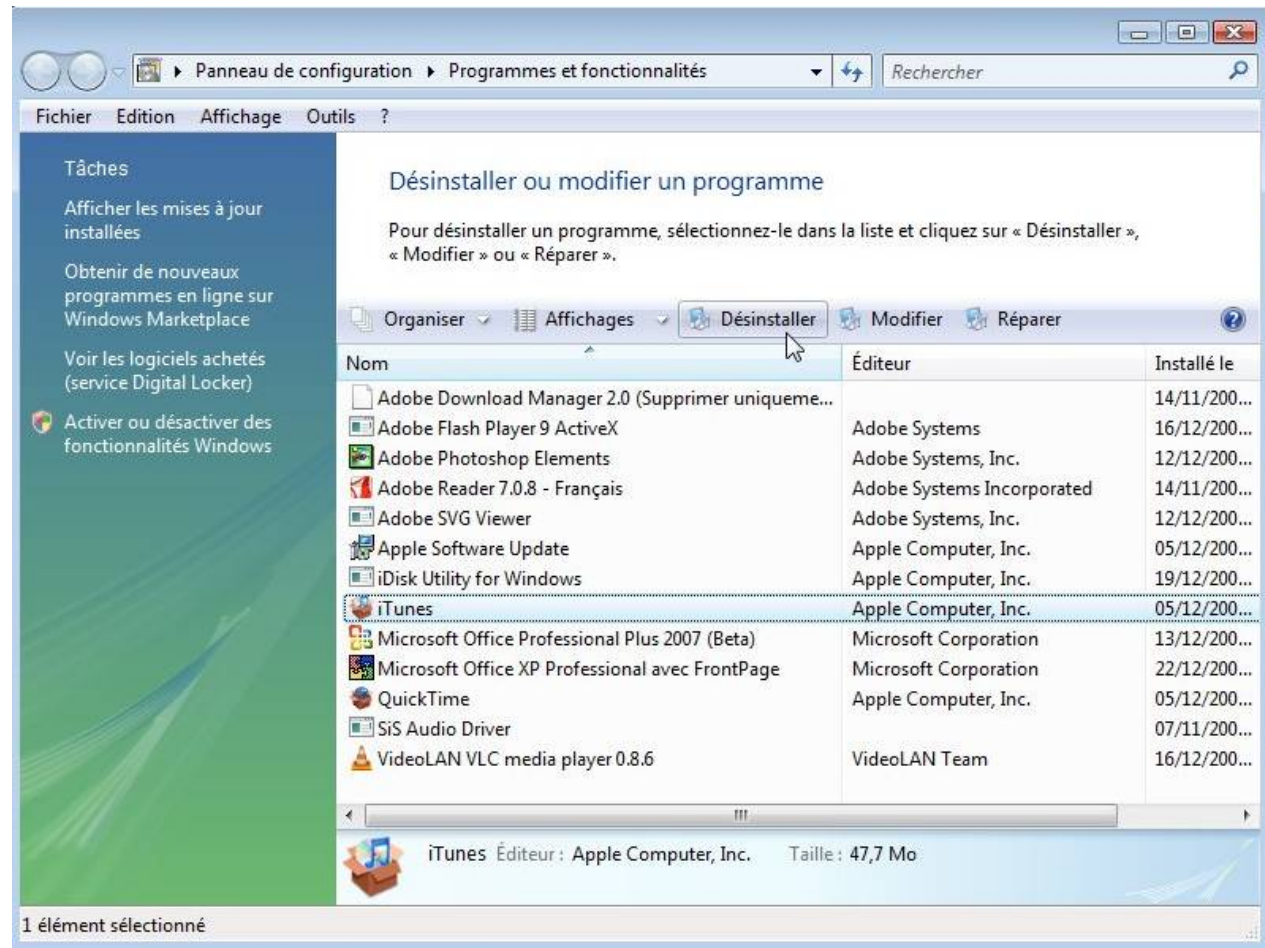 Panneau de configuration Programmes et fonctionnalités Rechercher
Fichier Edition Affichage Outils ?
Tâches
Afficher les mises à jour
installées
Obtenir de nouveaux
programmes en ligne sur
Windows Marketplace
Voir les logiciels achetés
(service Digital Locker)
Activer ou désactiver des
fonctionnalités Windows
Désinstaller ou modifier un programme
Pour désinstaller un programme, sélectionnez-le dans la liste et cliquez sur « Désinstaller »,
« Modifier » ou « Réparer ».
Organiser Affichages Désinstaller Modifier Réparer ?
Nom Éditeur Installé le
Adobe Download Manager 2.0 (Supprimer uniqueme... 14/11/200...
Adobe Flash Player 9 ActiveX Adobe Systems 16/12/200...
Adobe Photoshop Elements Adobe Systems, Inc. 12/12/200...
Adobe Reader 7.0.8 - Français Adobe Systems Incorporated 14/11/200...
Adobe SVG Viewer Adobe Systems, Inc. 12/12/200...
Apple Software Update Apple Computer, Inc. 05/12/200...
iDisk Utility for Windows Apple Computer, Inc. 19/12/200...
iTunes Apple Computer, Inc. 05/12/200...
Microsoft Office Professional Plus 2007 (Beta) Microsoft Corporation 13/12/200...
Microsoft Office XP Professional avec FrontPage Microsoft Corporation 22/12/200...
QuickTime Apple Computer, Inc. 05/12/200...
SiS Audio Driver 07/11/200...
VideoLAN VLC media player 0.8.6 VideoLAN Team 16/12/200...
iTunes Éditeur : Apple Computer, Inc. Taille : 47,7 Mo
1 élément sélectionné